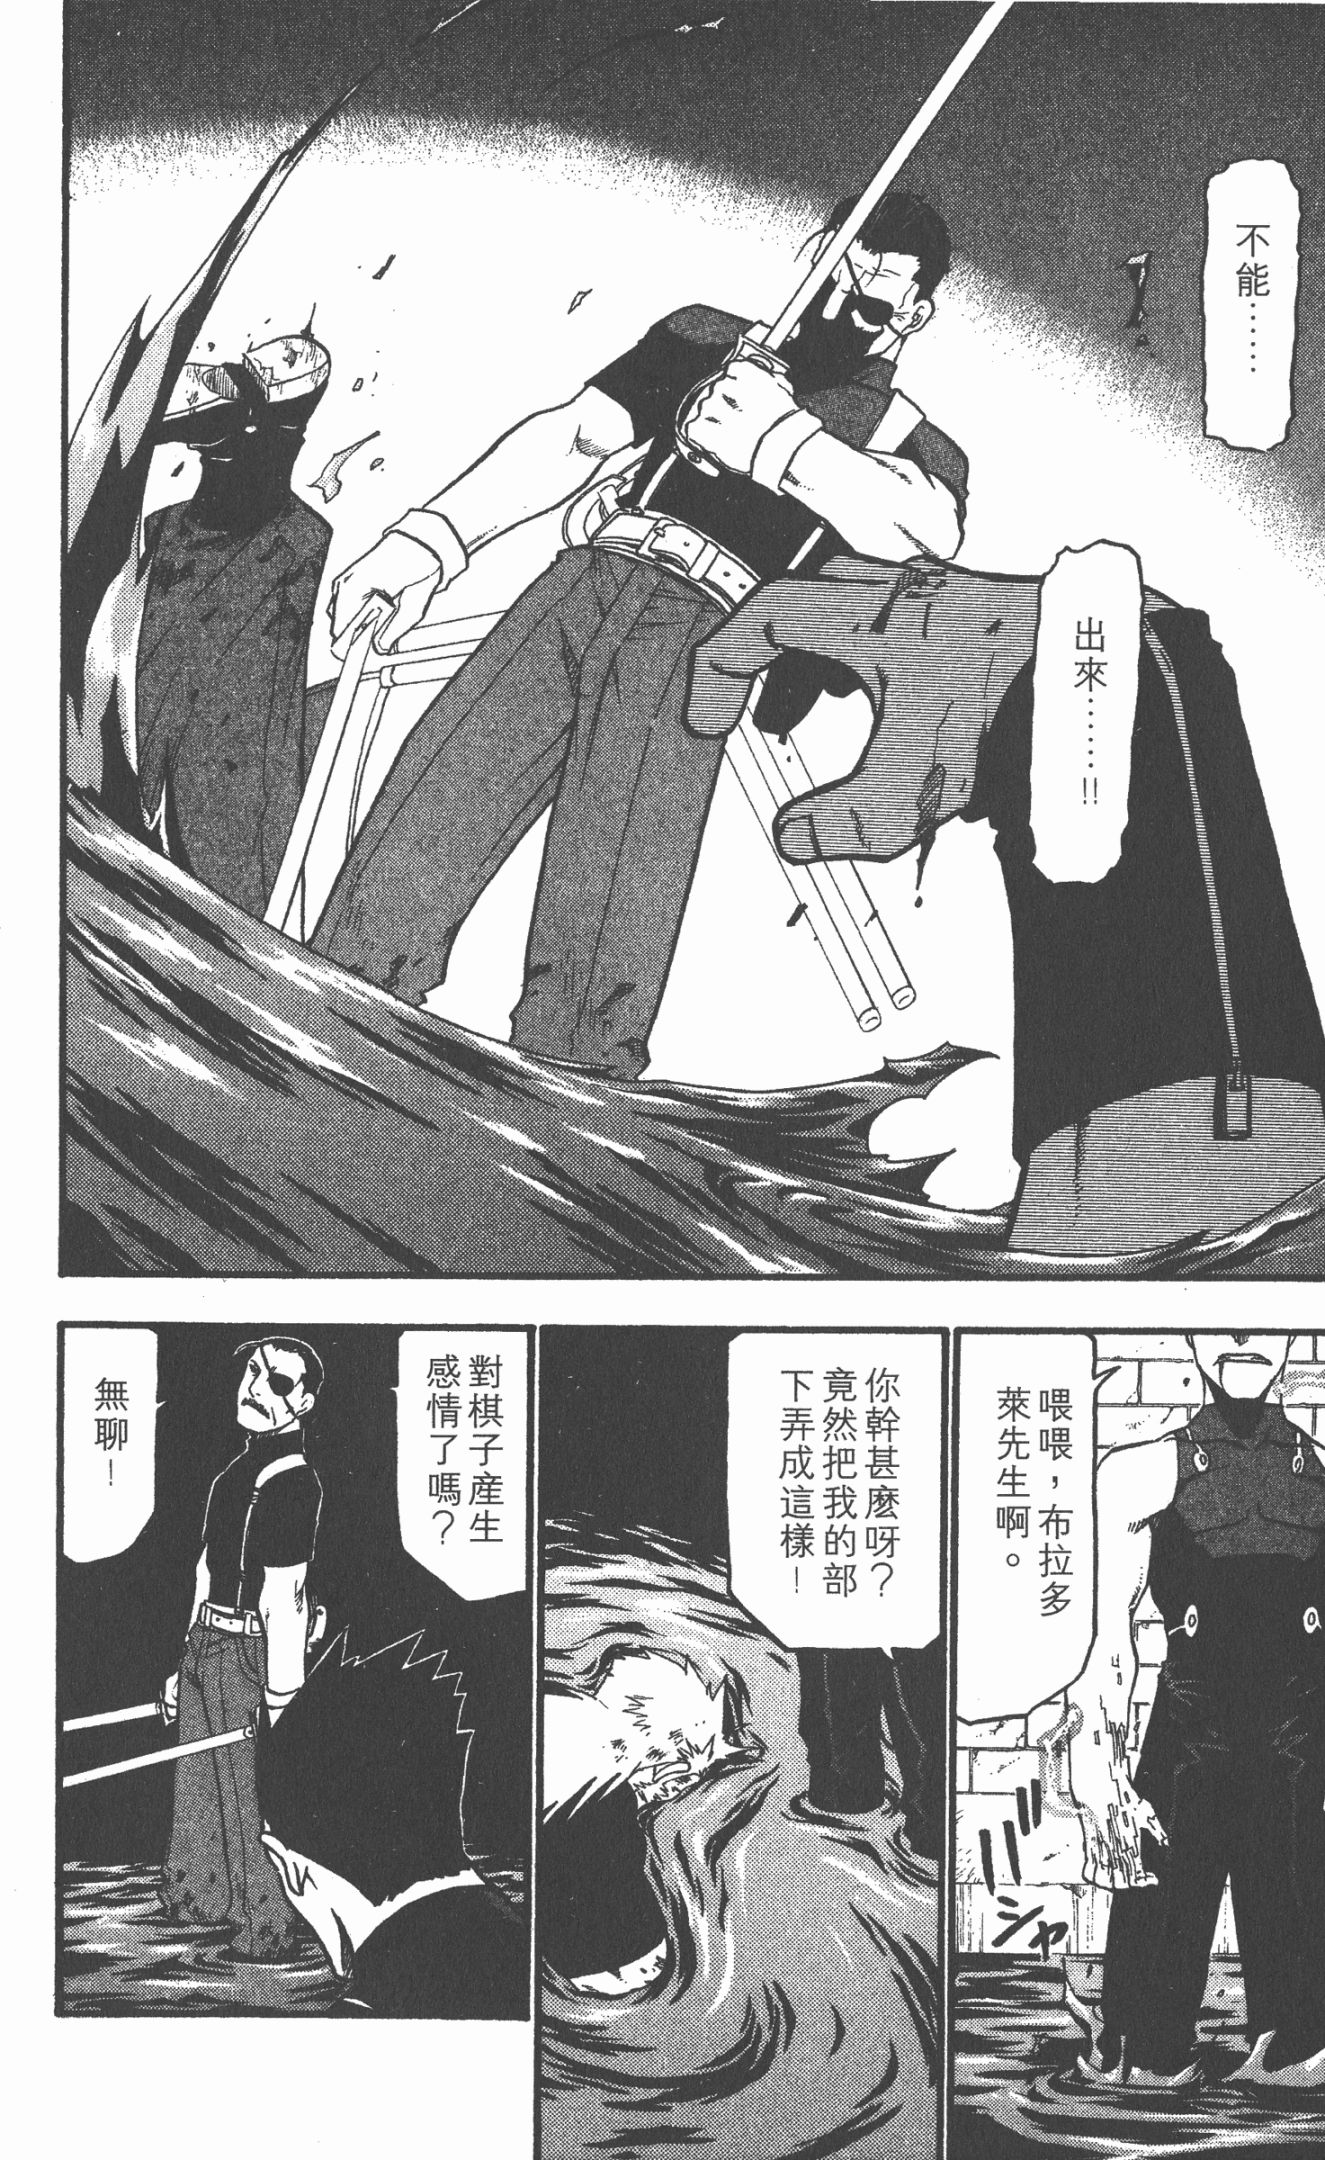 不能……
出來……!!
喂喂，布拉多
萊先生啊。
シャ
你幹甚麼呀？
竟然把我的部
下弄成這樣！
對棋子產生
感情了嗎？
無聊！